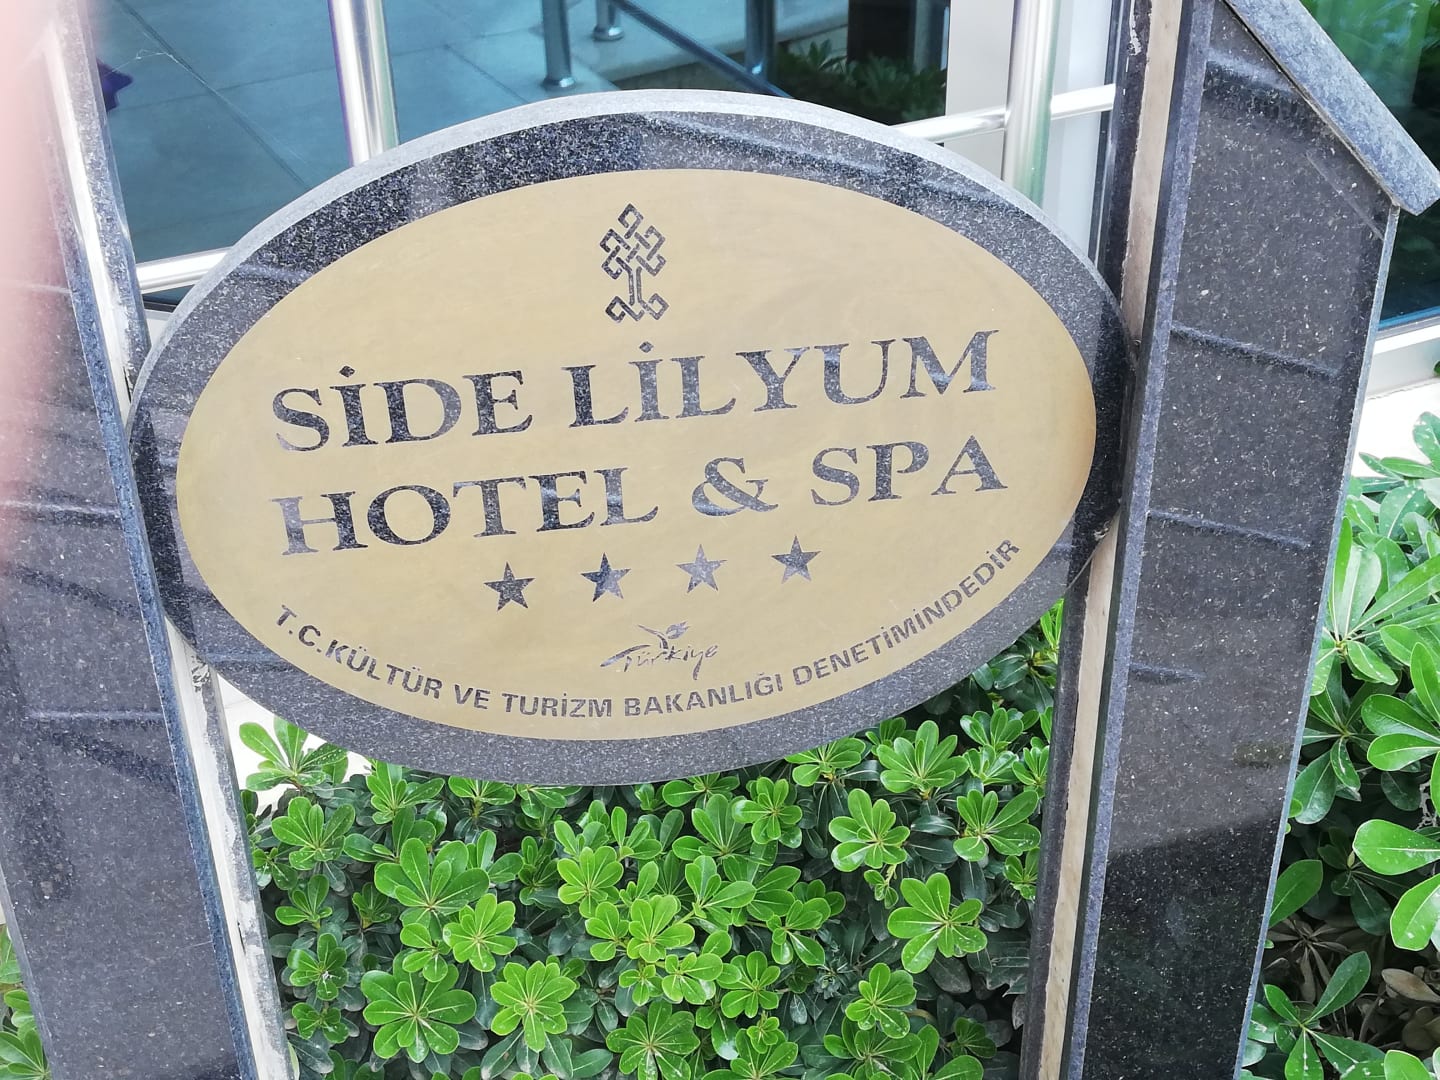 SİDE LİLYUM
HOTEL & SPA
Türkiye
T.C.KÜLTÜR VE TURİZM BAKANLIĞI DENETİMİNDEDİR